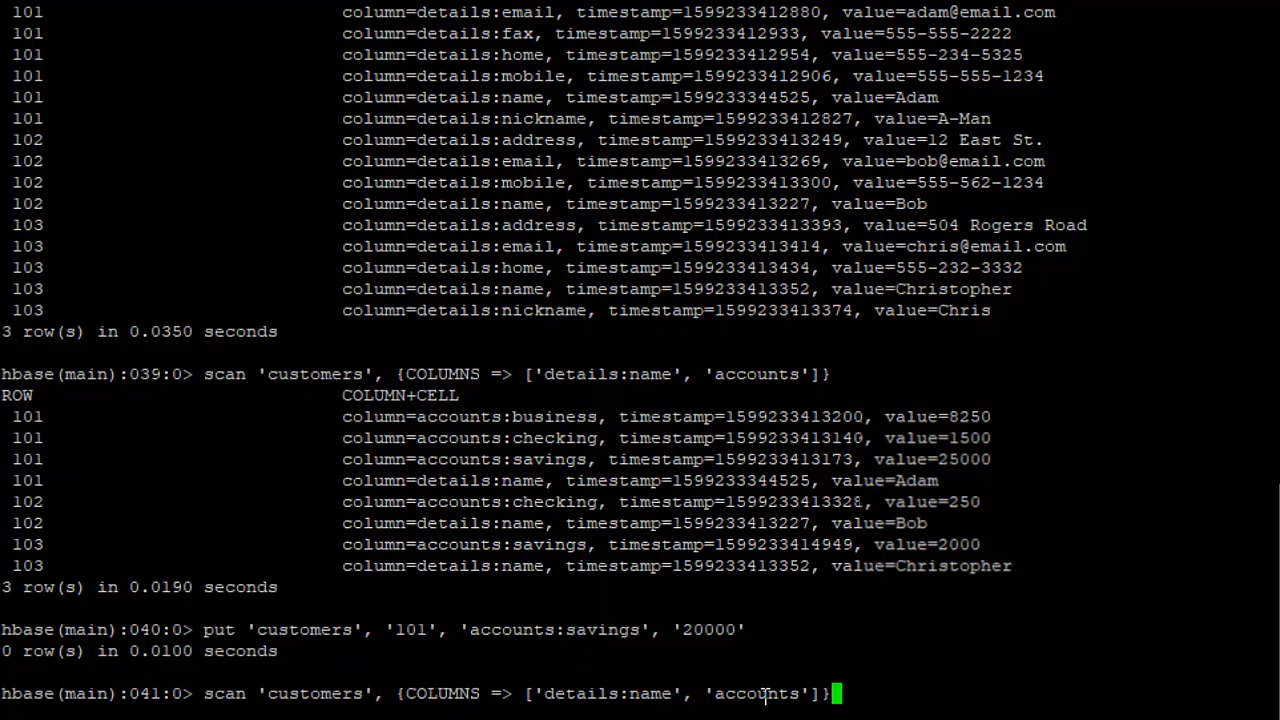 101 column=details:email, timestamp=1599233412880, value=adam@email.com
101 column=details:fax, timestamp=1599233412933, value=555-555-2222
101 column=details:home, timestamp=1599233412954, value=555-234-5325
101 column=details:mobile, timestamp=1599233412906, value=555-555-1234
101 column=details:name, timestamp=1599233344525, value=Adam
101 column=details:nickname, timestamp=1599233412827, value=A-Man
102 column=details:address, timestamp=1599233413249, value=12 East St.
102 column=details:email, timestamp=1599233413269, value=bob@email.com
102 column=details:mobile, timestamp=1599233413300, value=555-562-1234
102 column=details:name, timestamp=1599233413227, value=Bob
103 column=details:address, timestamp=1599233413393, value=504 Rogers Road
103 column=details:email, timestamp=1599233413414, value=chris@email.com
103 column=details:home, timestamp=1599233413434, value=555-232-3332
103 column=details:name, timestamp=1599233413352, value=Christopher
103 column=details:nickname, timestamp=1599233413374, value=Chris
3 row(s) in 0.0350 seconds
hbase(main):039:0> scan 'customers', {COLUMNS => ['details:name', 'accounts']}
ROW COLUMN+CELL
101 column=accounts:business, timestamp=1599233413200, value=8250
101 column=accounts:checking, timestamp=1599233413140, value=1500
101 column=accounts:savings, timestamp=1599233413173, value=25000
101 column=details:name, timestamp=1599233344525, value=Adam
102 column=accounts:checking, timestamp=1599233413328, value=250
102 column=details:name, timestamp=1599233413227, value=Bob
103 column=accounts:savings, timestamp=1599233414949, value=2000
103 column=details:name, timestamp=1599233413352, value=Christopher
3 row(s) in 0.0190 seconds
hbase(main):040:0> put 'customers', '101', 'accounts:savings', '20000'
0 row(s) in 0.0100 seconds
hbase(main):041:0> scan 'customers', {COLUMNS => ['details:name', 'accounts']}